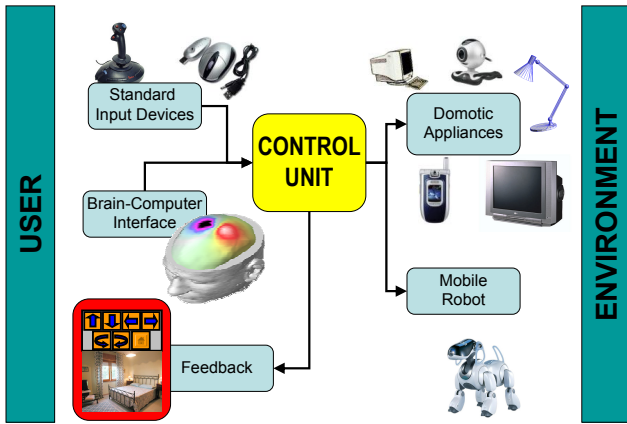 USER
Standard
Input Devices
Brain-Computer
Interface
Feedback
CONTROL
UNIT
Domotic
Appliances
Mobile
Robot
ENVIRONMENT